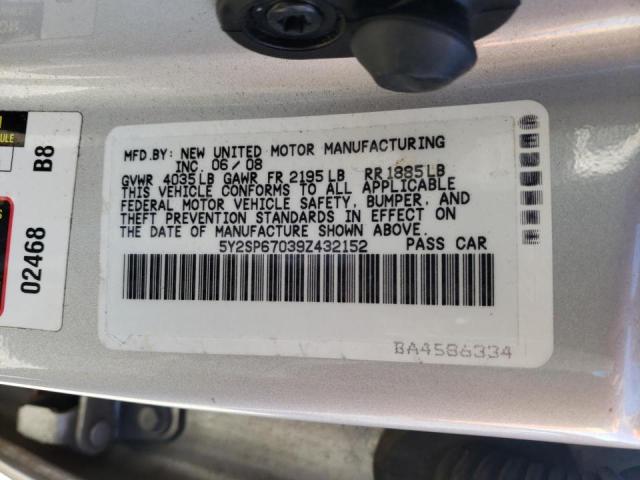 MFD.BY: NEW UNITED MOTOR MANUFACTURING
INC. 06/08
GVWR 4035LB GAWR FR 2195LB RR1885LB
THIS VEHICLE CONFORMS TO ALL APPLICABLE
FEDERAL MOTOR VEHICLE SAFETY, BUMPER, AND
THEFT PREVENTION STANDARDS IN EFFECT ON
THE DATE OF MANUFACTURE SHOWN ABOVE.
5Y2SP67039Z432152 PASS CAR
BA4586334
B8
02468